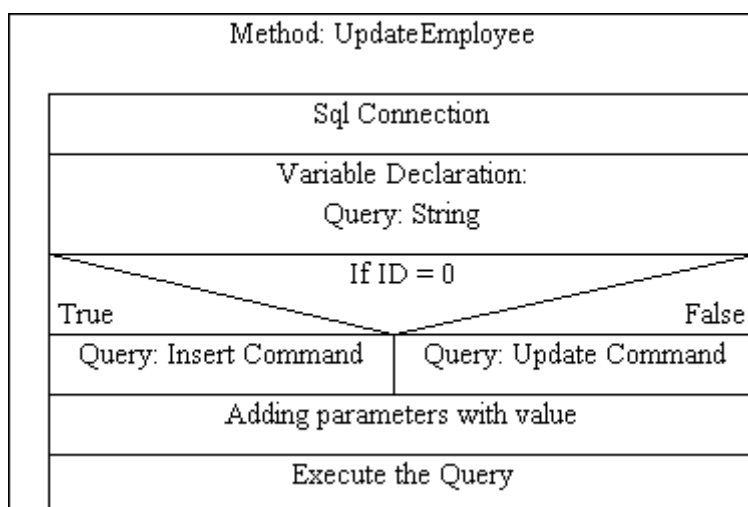 Method: UpdateEmployee
Sql Connection
Variable Declaration:
Query: String
If ID = 0
True
False
Query: Insert Command
Query: Update Command
Adding parameters with value
Execute the Query